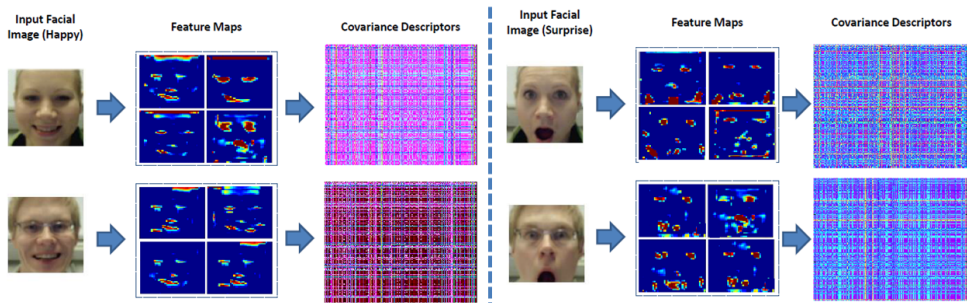 Input Facial
Image (Happy)
Feature Maps
Covariance Descriptors
Input Facial
Image (Surprise)
Feature Maps
Covariance Descriptors